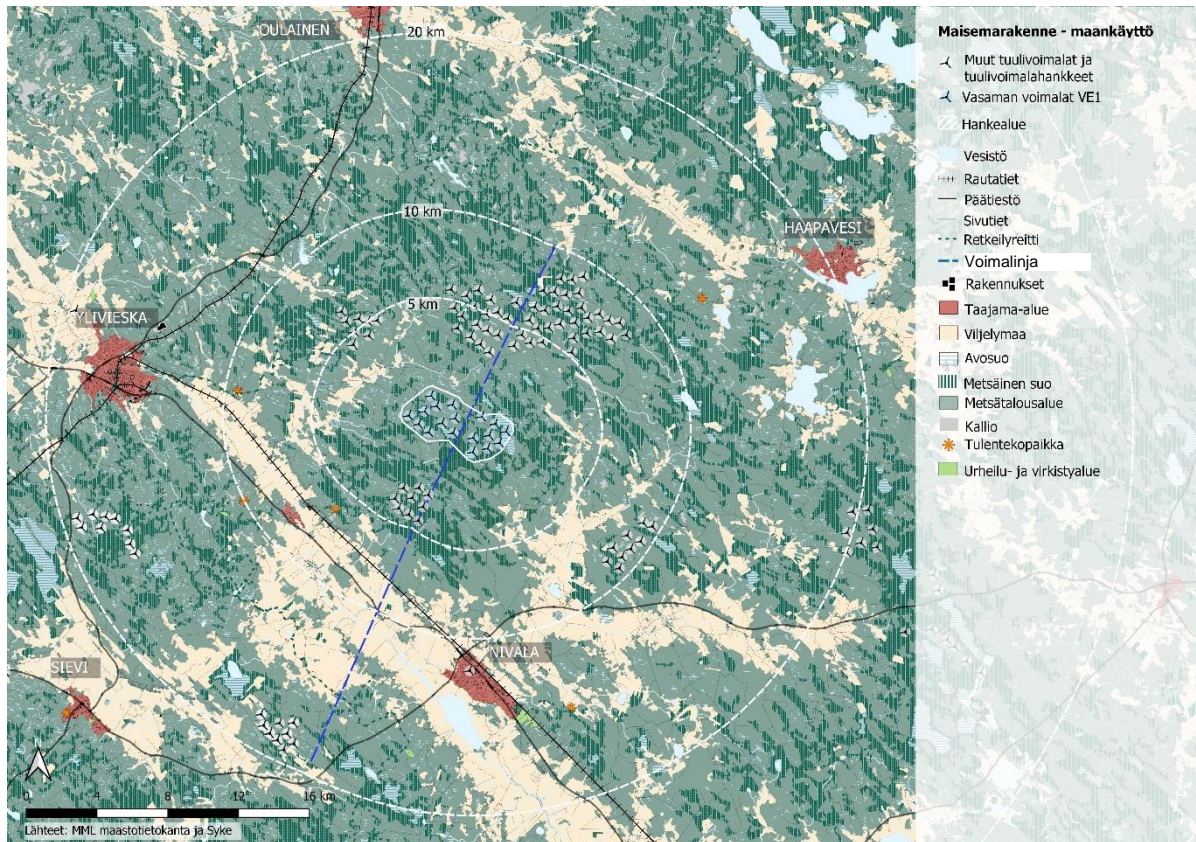 OULAINEN
20 km
10 km
HAAPAVESI
5 km
YLIVIESKA
NIVALA
SIEVI
0 4 8 12 16 km
Lähteet: MML maastotietokanta ja Syke
Maisemarakenne - maankäyttö
Muut tuulivoimalat ja
tuulivoimalahankkeet
Vasaman voimalat VE1
Hankealue
Vesistö
Rautatiet
Päätiestö
Sivutiet
Retkeilyreitti
Voimalinja
Rakennukset
Taajama-alue
Viljelymaa
Avosuo
Metsäinen suo
Metsätalousalue
Kallio
Tulentekopaikka
Urheilu- ja virkistyalue